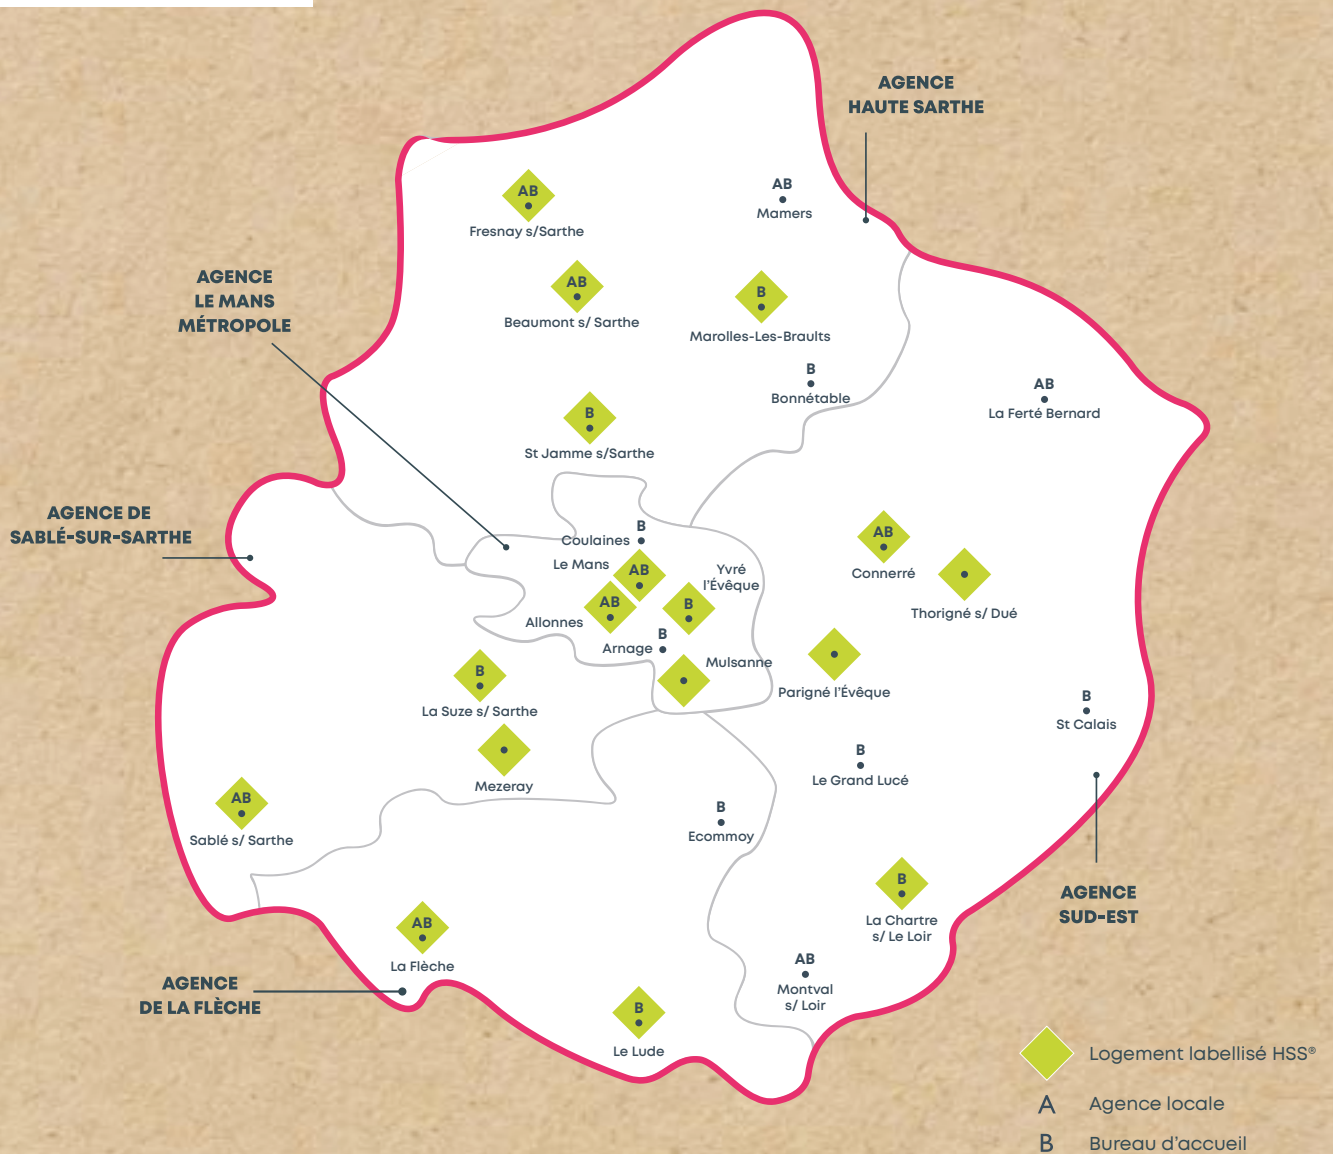 AGENCE
HAUTE SARTHE
AB
Mamers
AB
Fresnay s/Sarthe
AGENCE
LE MANS
MÉTROPOLE
AB
Beaumont s/ Sarthe
B
Marolles-Les-Braults
B
Bonnétable
AB
La Ferté Bernard
B
St Jamme s/Sarthe
AGENCE DE
SABLÉ-SUR-SARTHE
B
Coulaines
Le Mans
AB
Yvré
l'Évêque
B
AB
Allonnes
B
Arnage
Mulsanne
AB
Connerré
Thorigné s/ Dué
Parigné l'Évêque
B
La Suze s/ Sarthe
B
St Calais
Mezeray
B
Le Grand Lucé
AB
Sablé s/ Sarthe
B
Ecommoy
B
La Chartre
s/ Le Loir
AGENCE
SUD-EST
AB
La Flèche
AGENCE
DE LA FLÈCHE
AB
Montval
s/ Loir
B
Le Lude
Logement labellisé HSS®
A Agence locale
B Bureau d'accueil